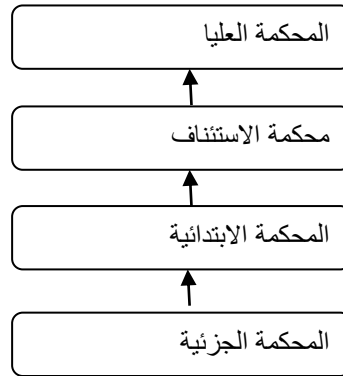 المحكمة العليا
محكمة الاستئناف
المحكمة الابتدائية
المحكمة الجزئية